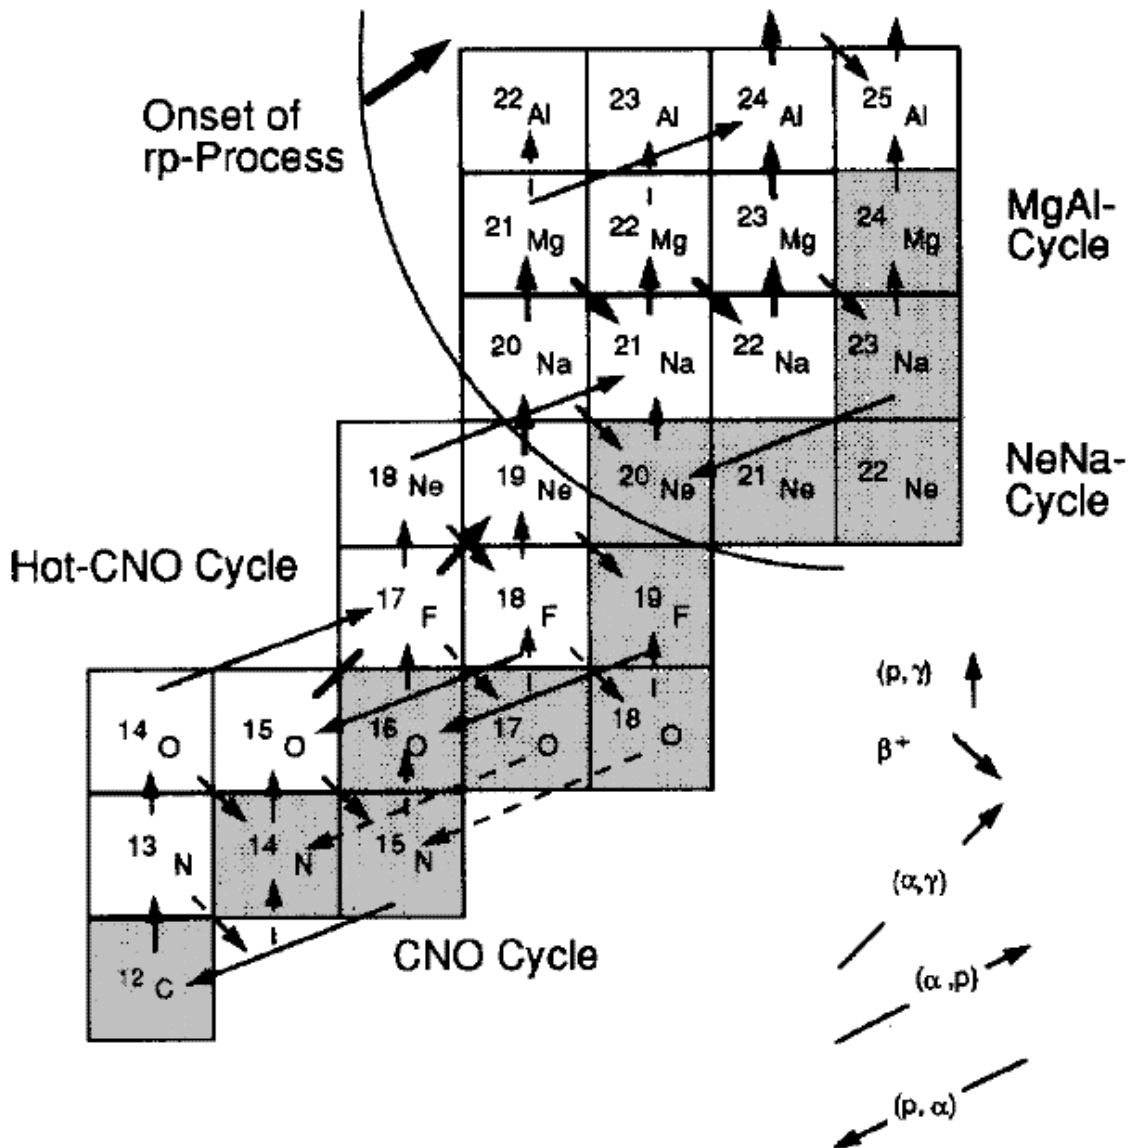 Onset of
rp-Process
22 Al 23 Al 24 Al 25 Al
21 Mg 22 Mg 23 Mg 24 Mg
MgAl-
Cycle
20 Na 21 Na 22 Na 23 Na
18 Ne 19 Ne 20 Ne 21 Ne 22 Ne
NeNa-
Cycle
Hot-CNO Cycle
17 F 18 F 19 F
14 O 15 O 16 O 17 O 18 O
13 N 14 N 15 N
12 C
CNO Cycle
(p,γ)
β+
(α,γ)
(α,p)
(p,α)